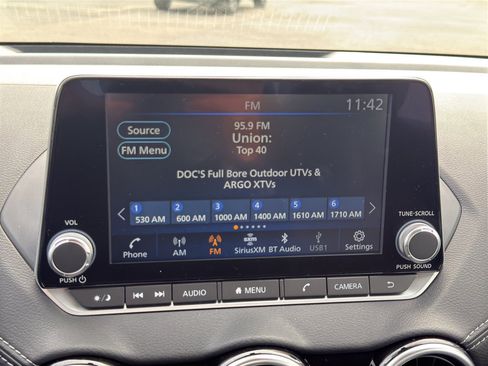 FM
11:42
Source
95.9 FM
Union:
FM Menu
Top 40
DOC'S Full Bore Outdoor UTVs &
ARGO XTVs
1 2 3 4 5 6
530 AM 600 AM 1000 AM 1400 AM 1610 AM 1710 AM
VOL
TUNE·SCROLL
sxm
Phone AM FM SiriusXM BT Audio USB1 Settings
PUSH
PUSH SOUND
AUDIO MENU CAMERA